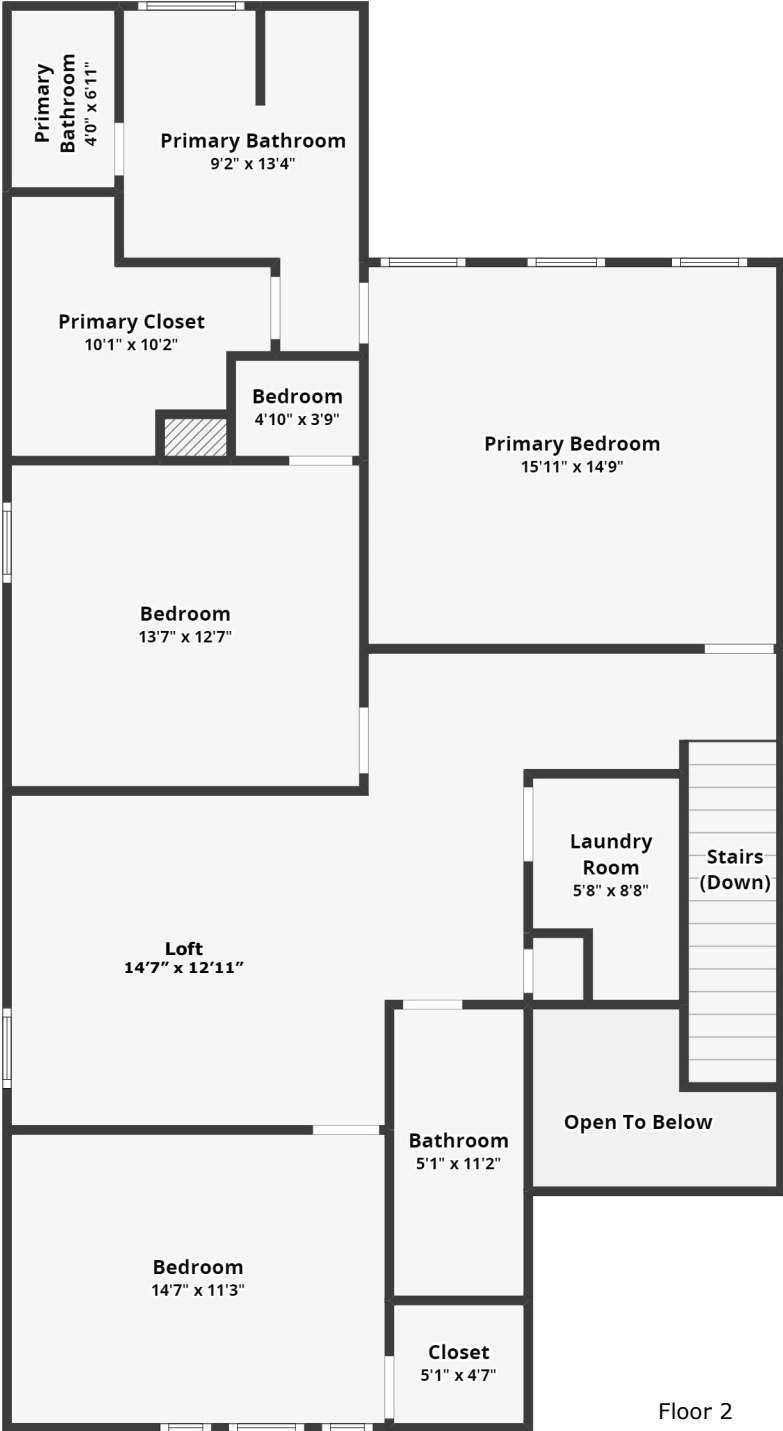 Primary
Bathroom
4'0" x 6'11"
Primary Bathroom
9'2" x 13'4"
Primary Closet
10'1" x 10'2"
Bedroom
4'10" x 3'9"
Primary Bedroom
15'11" x 14'9"
Bedroom
13'7" x 12'7"
Laundry
Room
5'8" x 8'8"
Stairs
(Down)
Loft
14’7” x 12’11”
Open To Below
Bathroom
5'1" x 11'2"
Bedroom
14'7" x 11'3"
Closet
5'1" x 4'7"
Floor 2